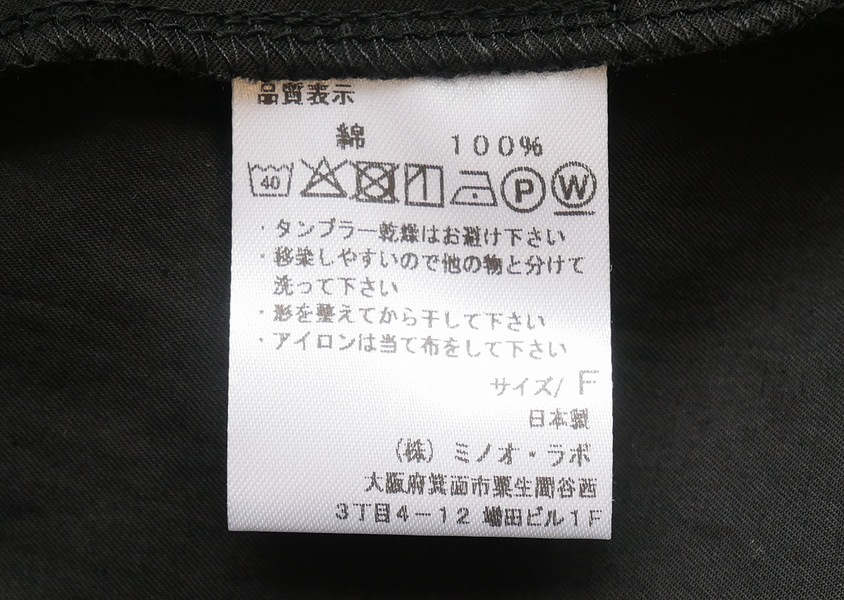 品質表示
綿 100%
40 P W
・タンブラー乾燥はお避け下さい
・移染しやすいので他の物と分けて
洗って下さい
・形を整えてから干して下さい
・アイロンは当て布をして下さい
サイズ/ F
日本製
(株) ミノオ・ラボ
大阪府箕面市粟生間谷西
3丁目4-12 増田ビル1F